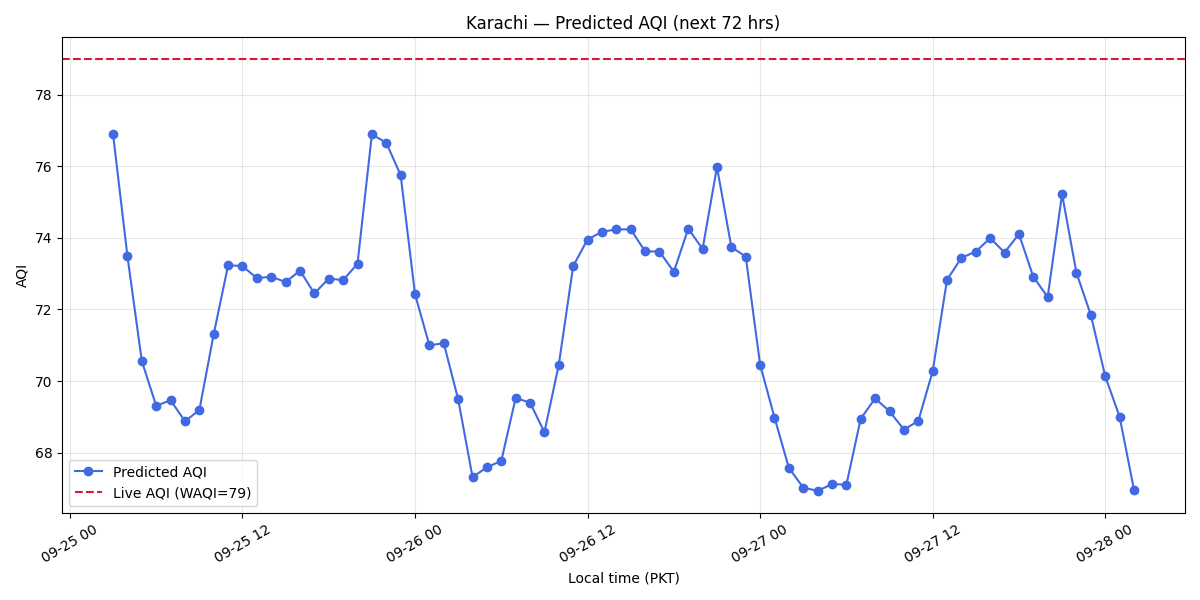 Karachi — Predicted AQI (next 72 hrs)
AQI
78
76
74
72
70
68
Predicted AQI
Live AQI (WAQI=79)
09-25 00
09-25 12
09-26 00
09-26 12
09-27 00
09-27 12
09-28 00
Local time (PKT)